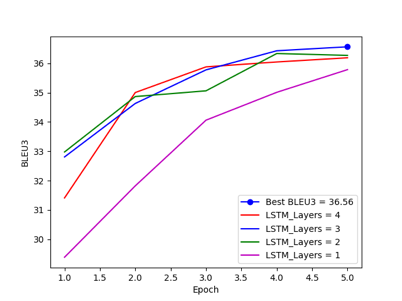 36
35
34
33
32
31
30
BLEU3
Best BLEU3 = 36.56
LSTM_Layers = 4
LSTM_Layers = 3
LSTM_Layers = 2
LSTM_Layers = 1
1.0 1.5 2.0 2.5 3.0 3.5 4.0 4.5 5.0
Epoch